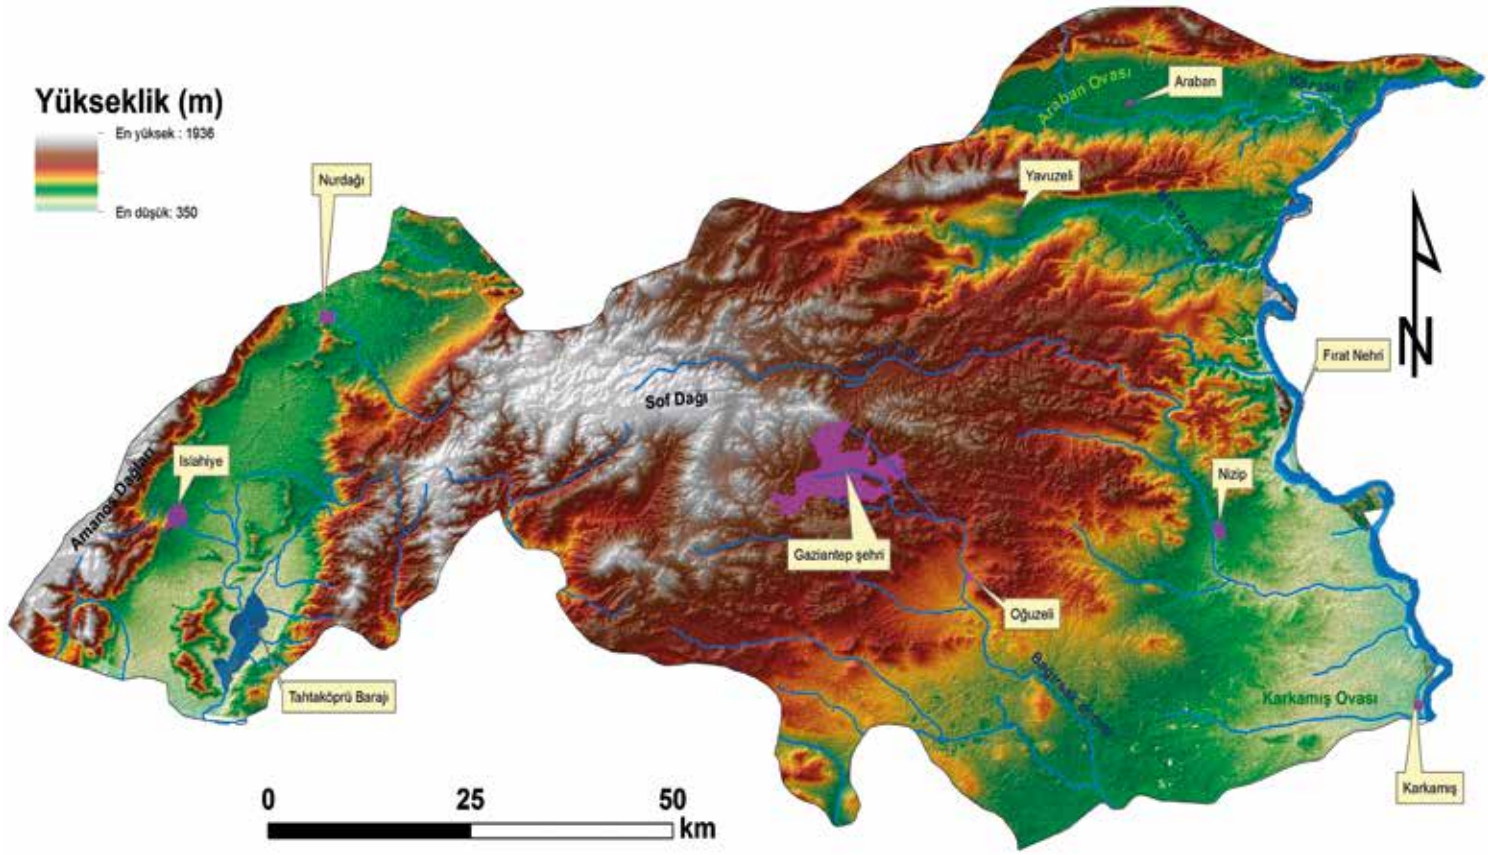 Yükseklik (m)
En yüksek : 1936
En düşük: 350
Nurdağı
Araban Ovası
Araban
Karasu Ç.
Yavuzeli
Fırat Nehri
N
Sof Dağı
Amanos Dağları
Islahiye
Nizip
Gaziantep şehri
Oğuzeli
Tahtaköprü Barajı
Karkamış Ovası
Karkamış
0 25 50
km